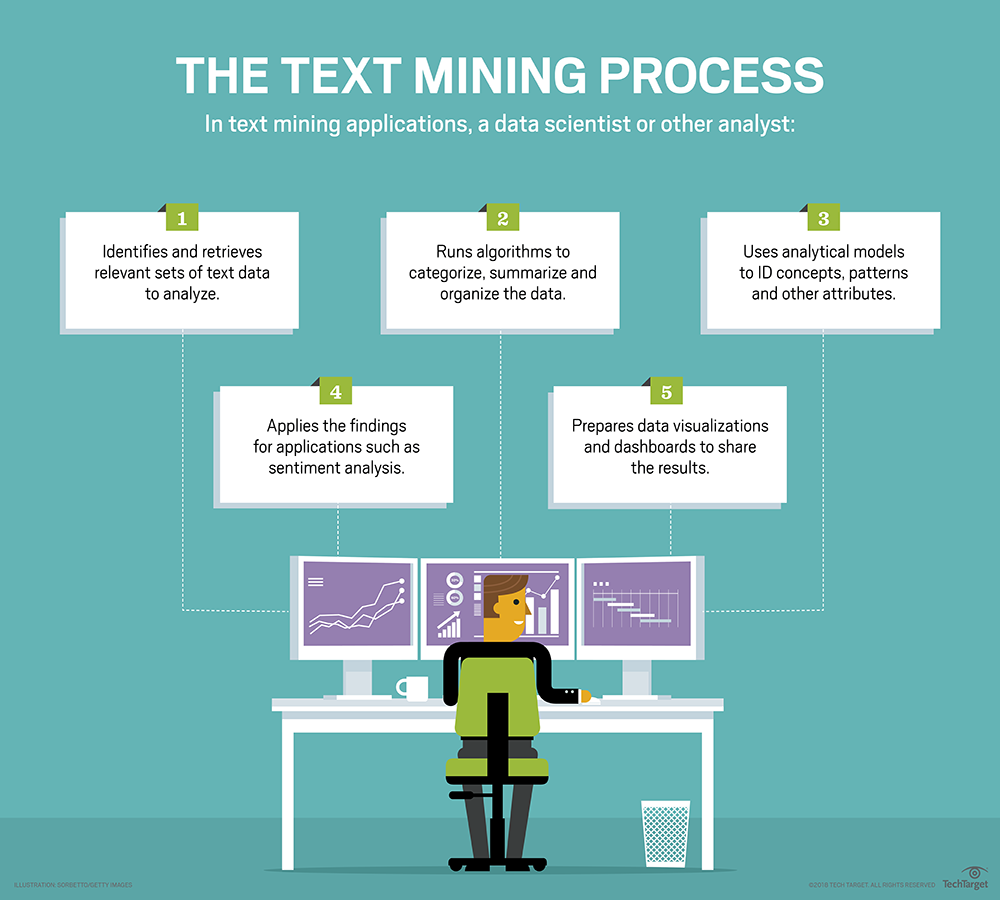 THE TEXT MINING PROCESS
In text mining applications, a data scientist or other analyst:
1
Identifies and retrieves
relevant sets of text data
to analyze.
2
Runs algorithms to
categorize, summarize and
organize the data.
3
Uses analytical models
to ID concepts, patterns
and other attributes.
4
Applies the findings
for applications such as
sentiment analysis.
5
Prepares data visualizations
and dashboards to share
the results.
ILLUSTRATION: SORBETTO/GETTY IMAGES
©2018 TECH TARGET. ALL RIGHTS RESERVED
TechTarget